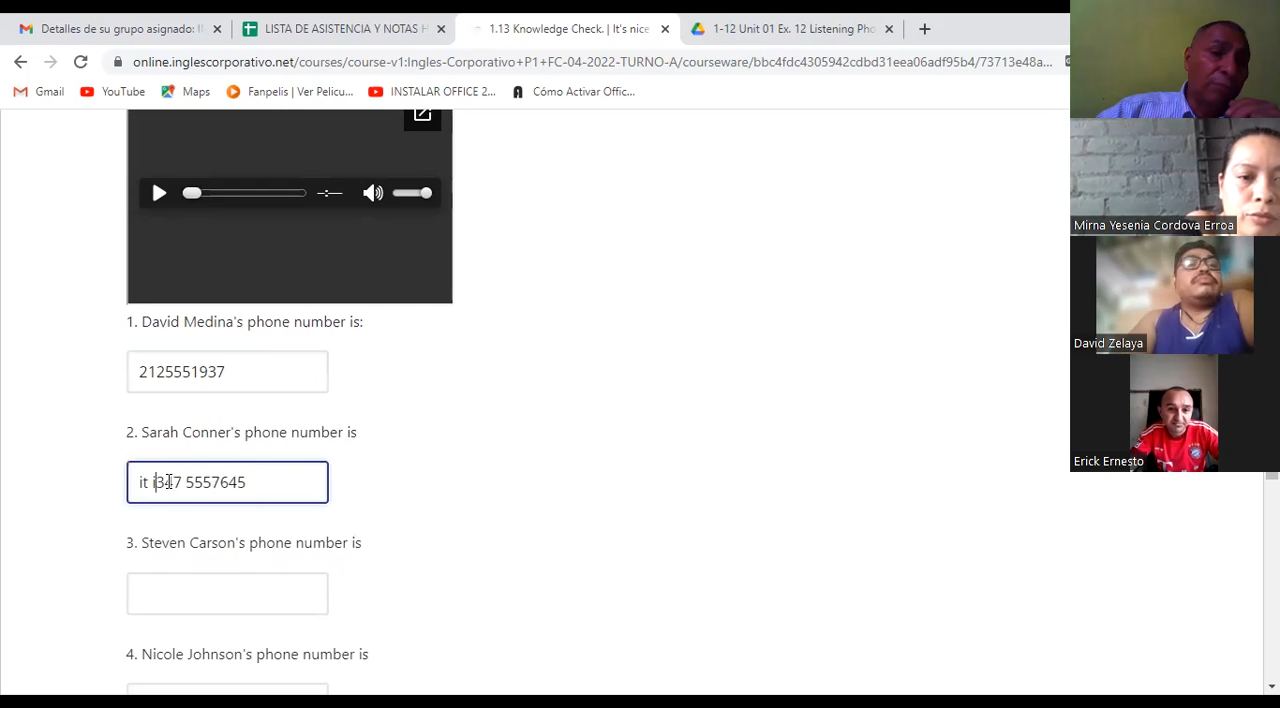 Detalles de su grupo asignado: I
LISTA DE ASISTENCIA Y NOTAS H
1.13 Knowledge Check. | It's nice
1-12 Unit 01 Ex. 12 Listening Pho
online.inglescorporativo.net/courses/course-v1:Ingles-Corporativo+P1+FC-04-2022-TURNO-A/courseware/bbc4fdc4305942cdbd31eea06adf95b4/73713e48a...
Gmail
YouTube
Maps
Fanpelis | Ver Pelicu...
INSTALAR OFFICE 2...
Cómo Activar Offic...
1. David Medina's phone number is:
2125551937
2. Sarah Conner's phone number is
it i347 5557645
3. Steven Carson's phone number is
4. Nicole Johnson's phone number is
Mirna Yesenia Cordova Erroa
David Zelaya
Erick Ernesto